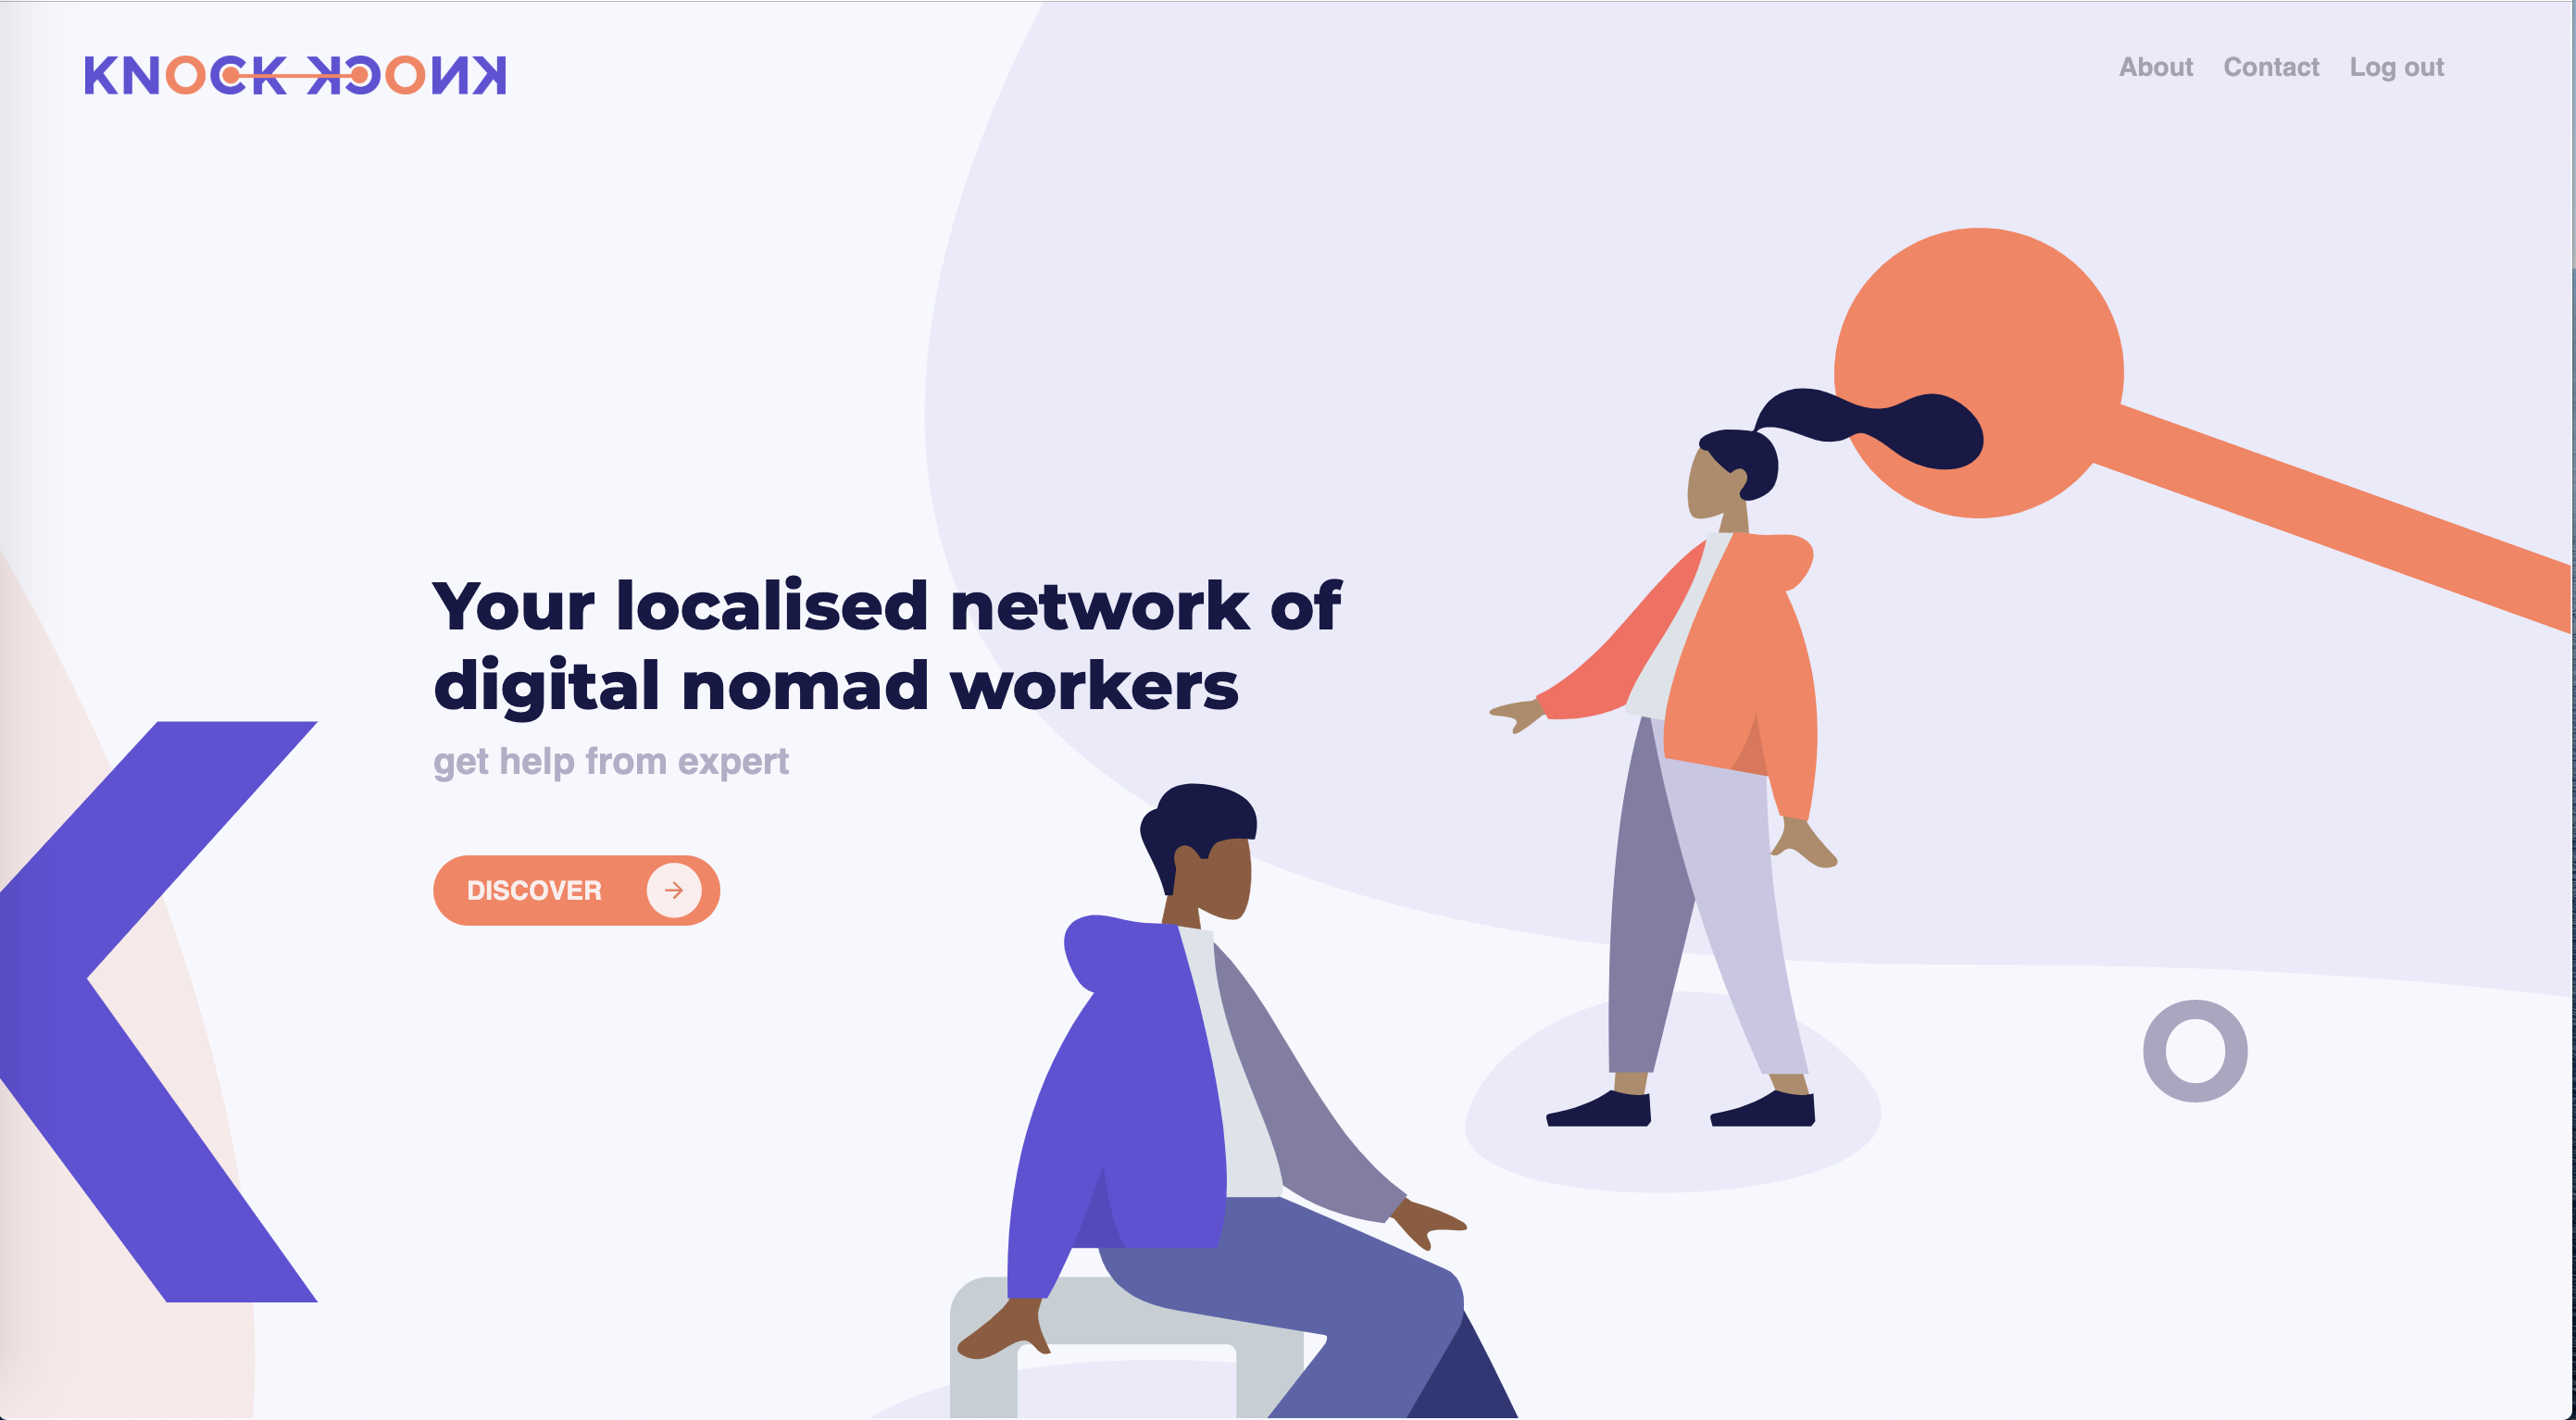 KNOCK KNOCK
About Contact Log out
Your localised network of
digital nomad workers
get help from expert
DISCOVER